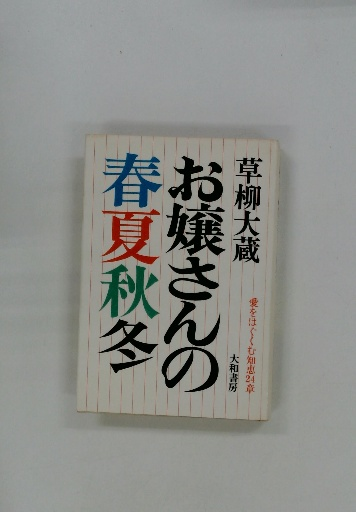 草柳大蔵
お嬢さんの
春夏秋冬
愛をはぐくむ知恵24章
大和書房